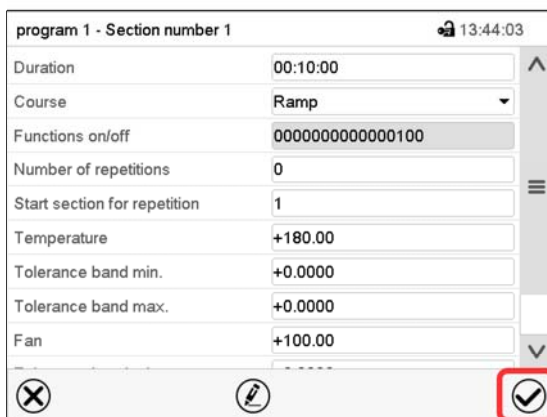 program 1 - Section number 1 13:44:03
Duration 00:10:00
Course Ramp
Functions on/off 0000000000000100
Number of repetitions 0
Start section for repetition 1
Temperature +180.00
Tolerance band min. +0.0000
Tolerance band max. +0.0000
Fan +100.00